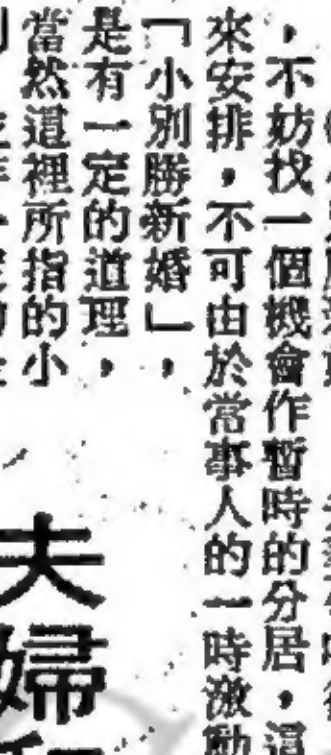 ，不妨找一個機會作暫時的分居，這
來安排，不可由於當事人的一時激動
「小別勝新婚」，
是有一定的道理，
當然這裡所指的小
夫婦